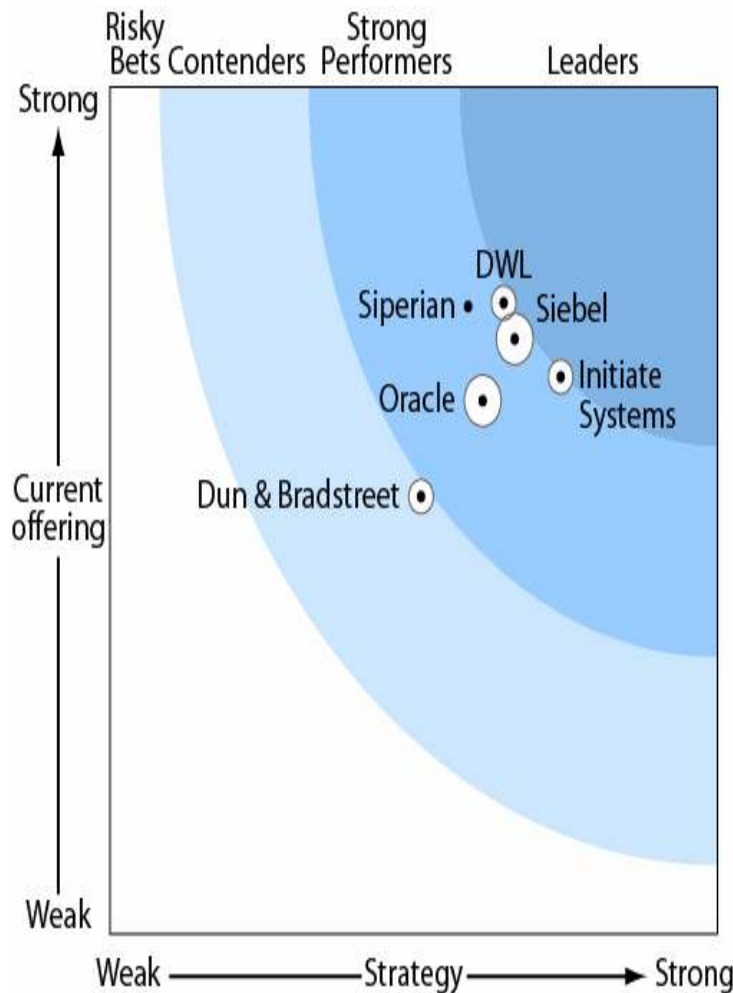 Risky
Bets
Contenders
Strong
Performers
Leaders
Strong
DWL
Siperian
Siebel
Initiate
Systems
Oracle
Current
offering
Dun & Bradstreet
Weak
Weak
Strategy
Strong